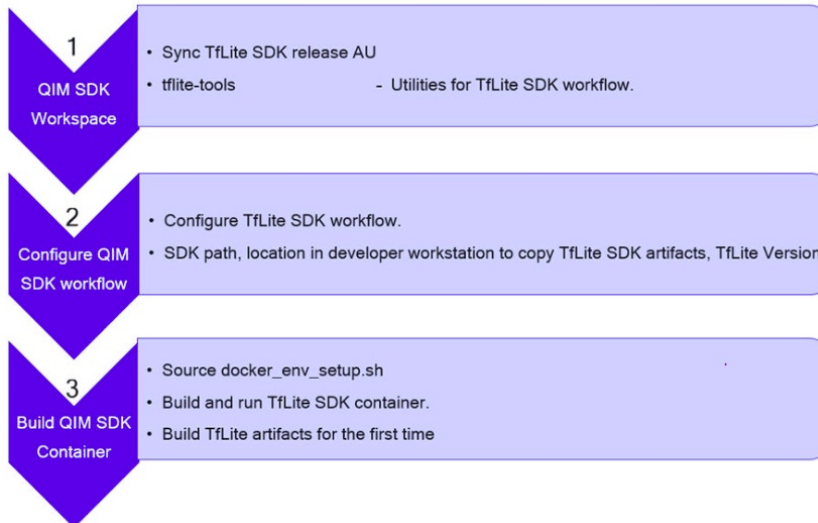 1
QIM SDK
Workspace
• Sync TfLite SDK release AU
• tflite-tools - Utilities for TfLite SDK workflow.
2
Configure QIM
SDK workflow
• Configure TfLite SDK workflow.
• SDK path, location in developer workstation to copy TfLite SDK artifacts, TfLite Version
3
Build QIM SDK
Container
• Source docker_env_setup.sh
• Build and run TfLite SDK container.
• Build TfLite artifacts for the first time